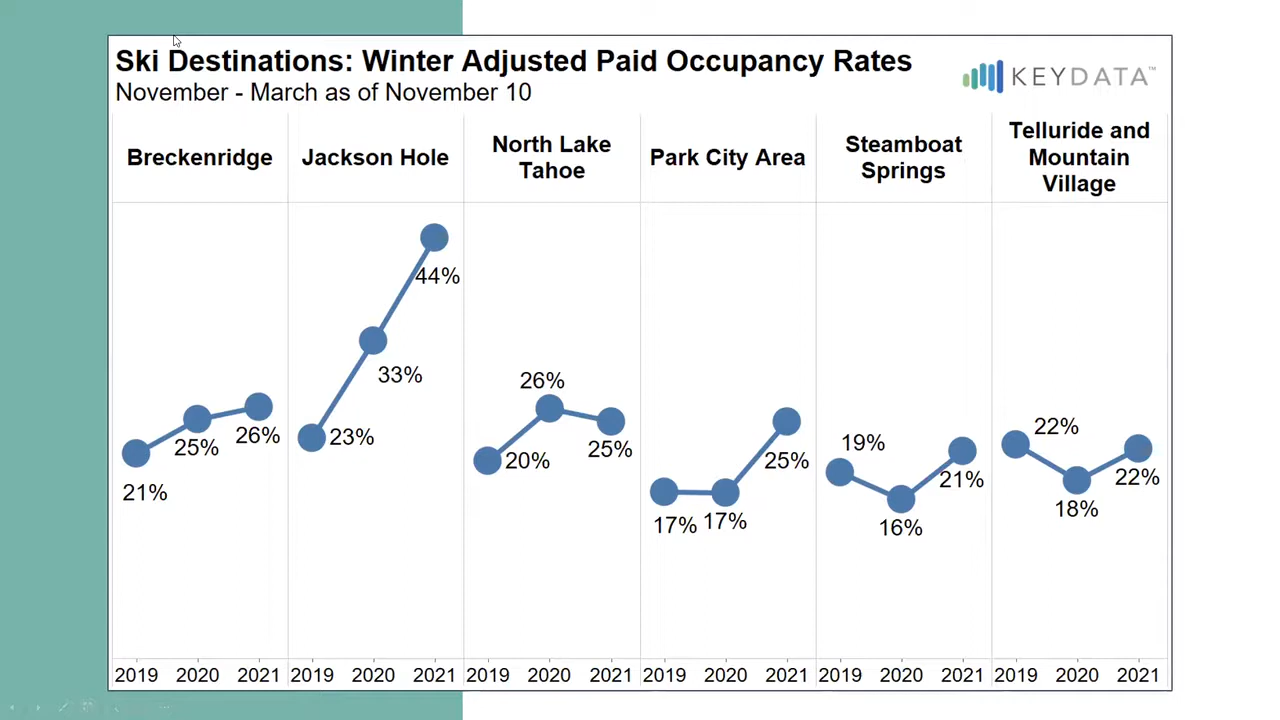 Ski Destinations: Winter Adjusted Paid Occupancy Rates
November - March as of November 10
KEYDATA™
Breckenridge
Jackson Hole
North Lake
Tahoe
Park City Area
Steamboat
Springs
Telluride and
Mountain
Village
21%
25%
26%
23%
33%
44%
20%
26%
25%
17%
17%
25%
19%
16%
21%
22%
18%
22%
2019 2020 2021 2019 2020 2021 2019 2020 2021 2019 2020 2021 2019 2020 2021 2019 2020 2021